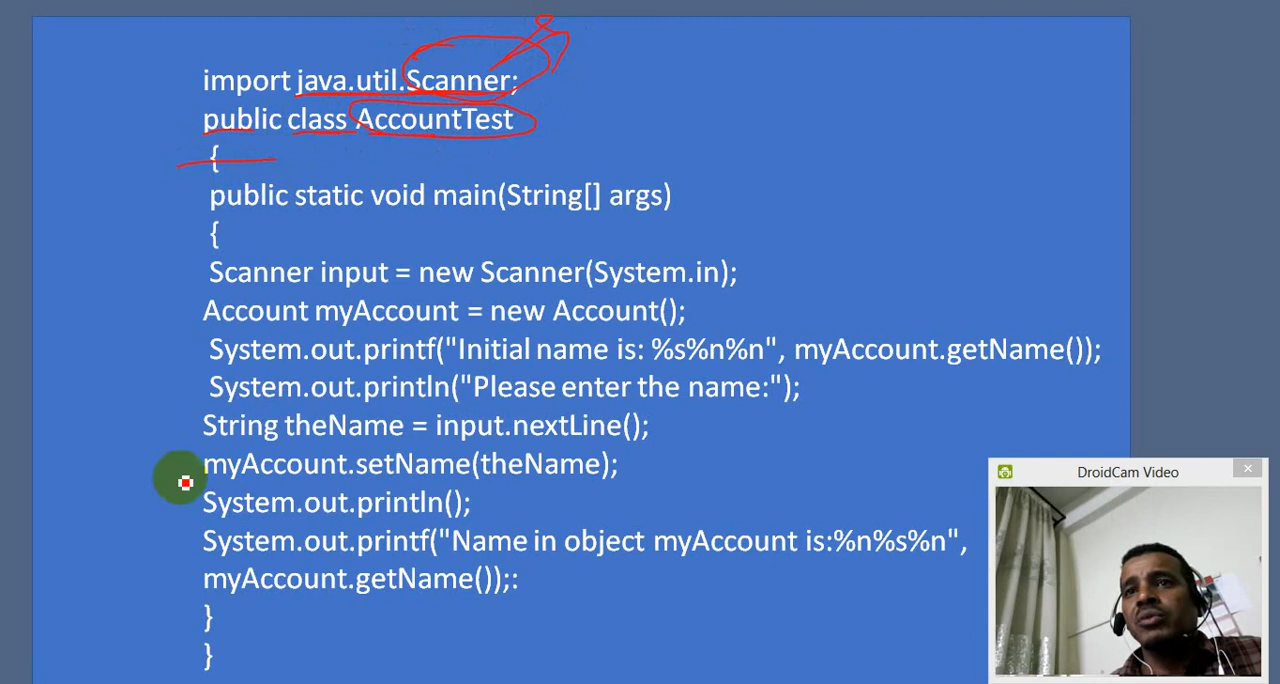 import java.util.Scanner;
public class AccountTest
{
public static void main(String[] args)
{
Scanner input = new Scanner(System.in);
Account myAccount = new Account();
System.out.printf("Initial name is: %s%n%n", myAccount.getName());
System.out.println("Please enter the name:");
String theName = input.nextLine();
myAccount.setName(theName);
System.out.println();
System.out.printf("Name in object myAccount is:%n%s%n",
myAccount.getName());:
}
}
DroidCam Video